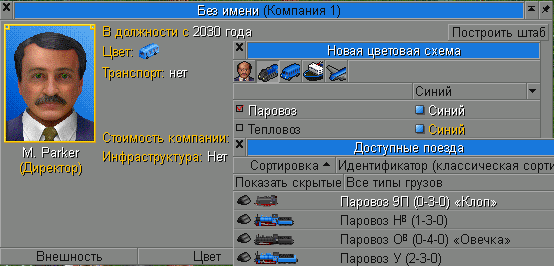 Без имени (Компания 1)
В должности с 2030 года
Построить штаб
Цвет:
Транспорт: нет
Стоимость компании:
Инфраструктура: Нет
M. Parker
(Директор)
Внешность
Цвет
Новая цветовая схема
Синий
Паровоз
Синий
Тепловоз
Синий
Доступные поезда
Сортировка
Идентификатор (классическая сорти
Показать скрытые
Все типы грузов
Паровоз 9П (0-3-0) «Клоп»
Паровоз Нᴮ (1-3-0)
Паровоз Оᴮ (0-4-0) «Овечка»
Паровоз У (2-3-0)